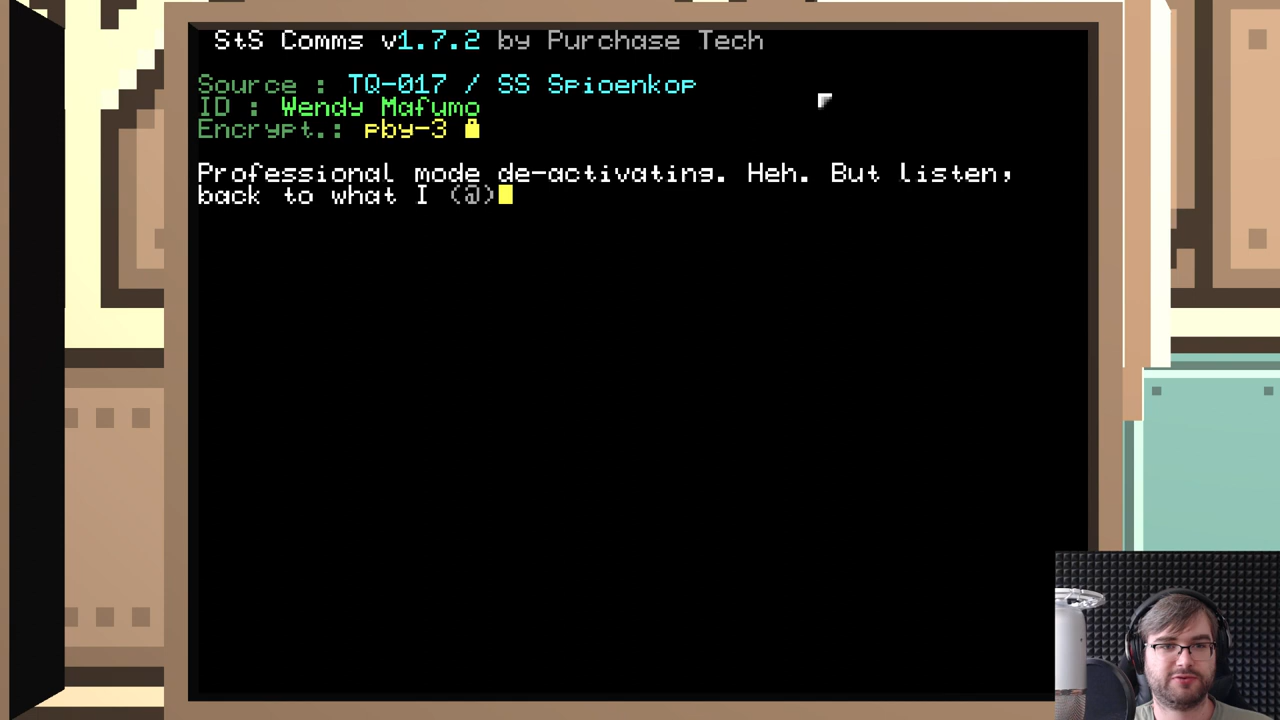 StS Comms v1.7.2 by Purchase Tech
Source : TQ-017 / SS Spioenkop
ID : Wendy Mafumo
Encrypt.: pby-3
Professional mode de-activating. Heh. But listen,
back to what I (@)